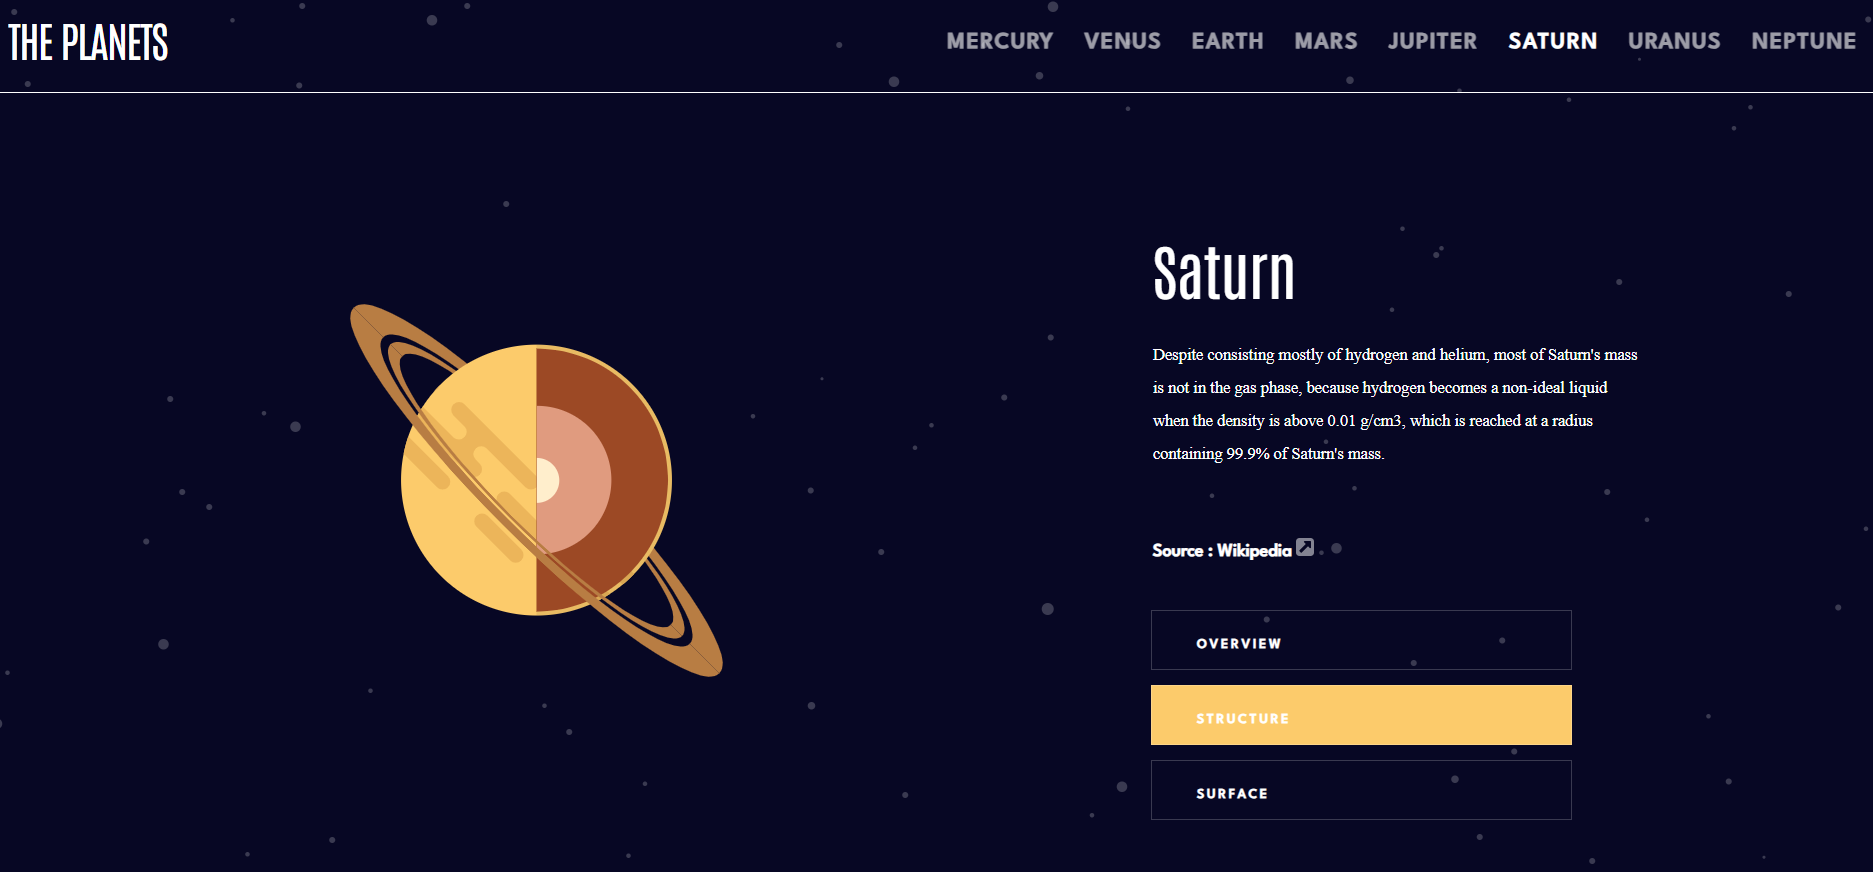 THE PLANETS
MERCURY VENUS EARTH MARS JUPITER SATURN URANUS NEPTUNE
Saturn
Despite consisting mostly of hydrogen and helium, most of Saturn's mass
is not in the gas phase, because hydrogen becomes a non-ideal liquid
when the density is above 0.01 g/cm3, which is reached at a radius
containing 99.9% of Saturn's mass.
Source : Wikipedia
OVERVIEW
STRUCTURE
SURFACE